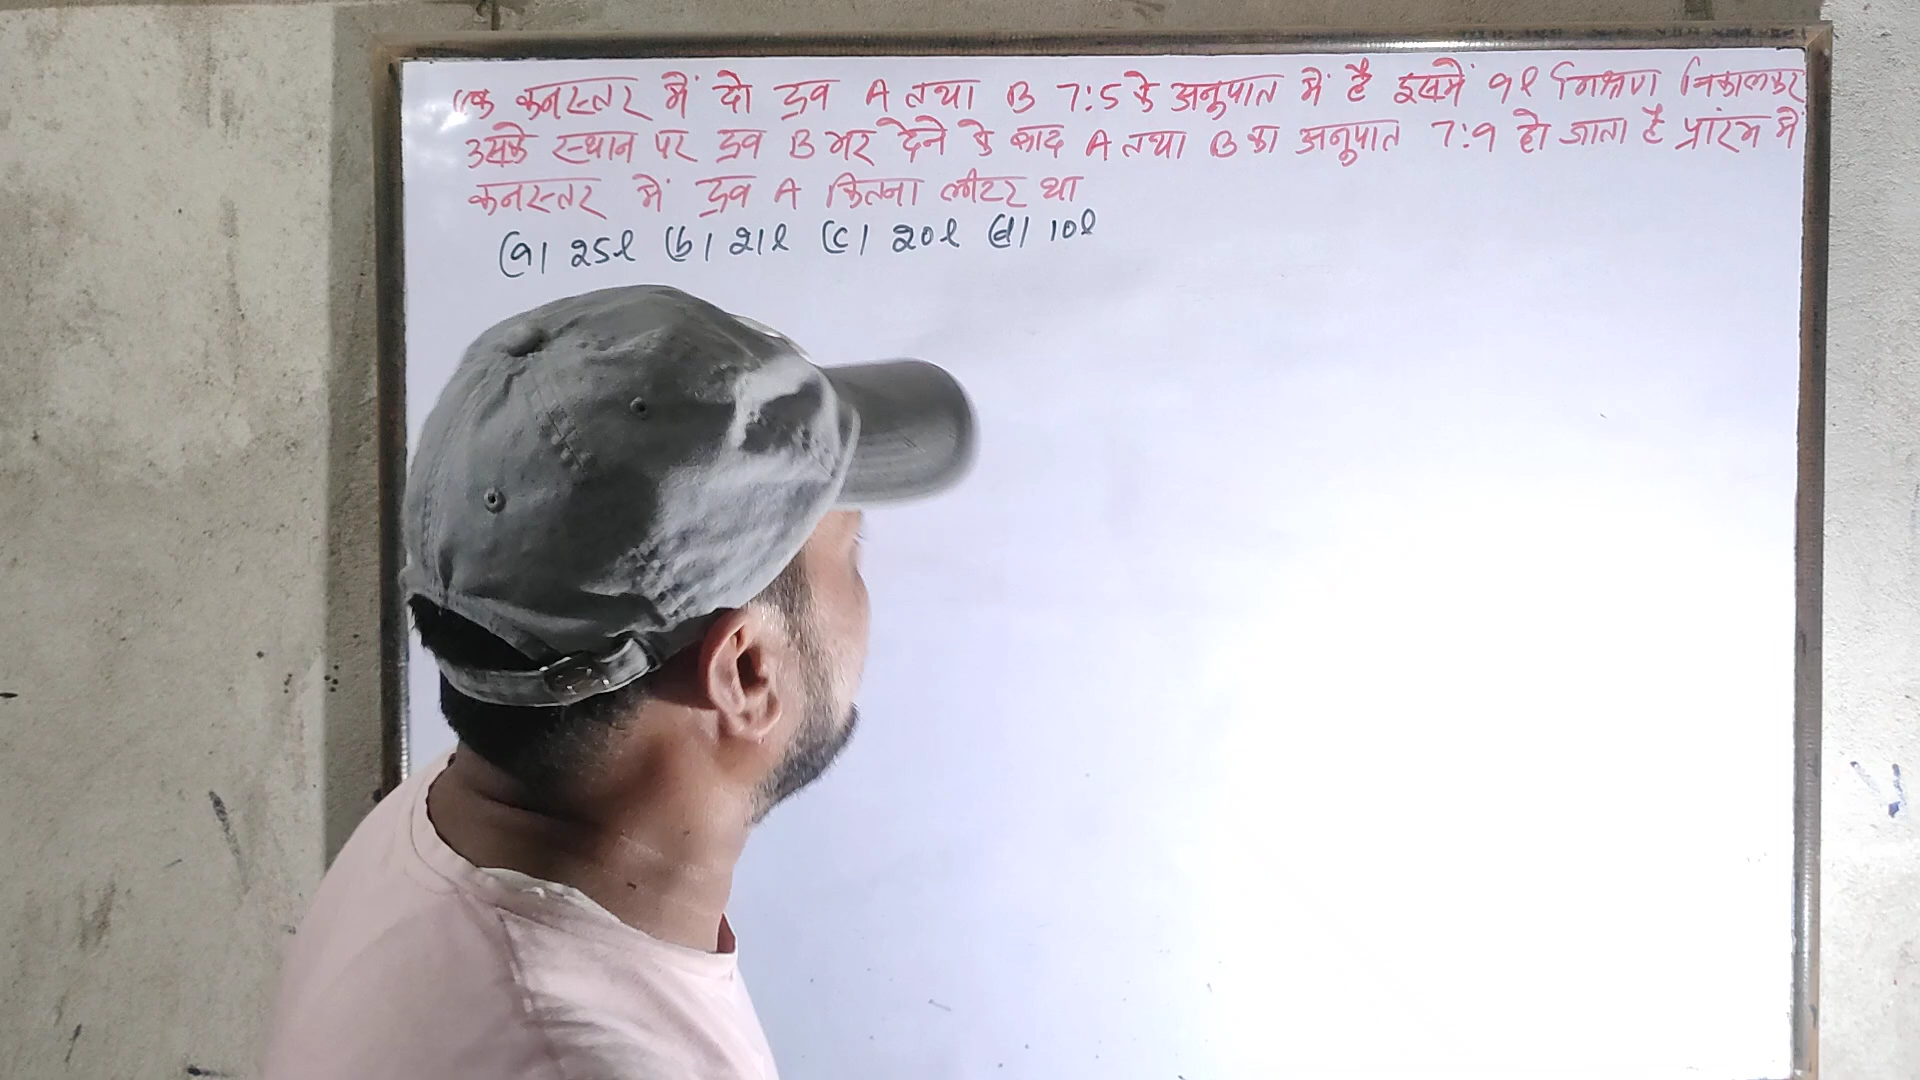 एक कनस्तर में दो द्रव A तथा B 7:5 के अनुपात में है इसमें 9l मिश्रण निकालकर
उसके स्थान पर द्रव B भर देने के बाद A तथा B का अनुपात 7:9 हो जाता है प्रारंभ में
कनस्तर में द्रव A कितना लीटर था
(a) 25l (b) 21l (c) 20l (d) 10l